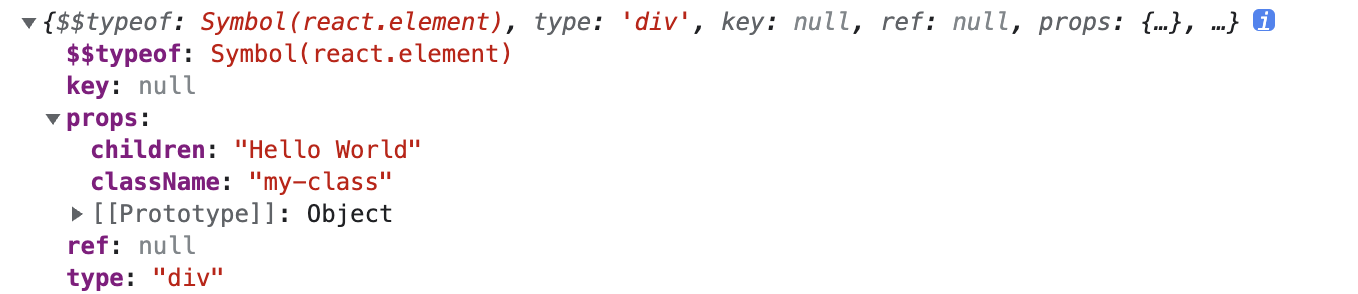 ▼{$$typeof: Symbol(react.element), type: 'div', key: null, ref: null, props: {…}, …} i
$$typeof: Symbol(react.element)
key: null
▼props:
children: "Hello World"
className: "my-class"
▶[[Prototype]]: Object
ref: null
type: "div"